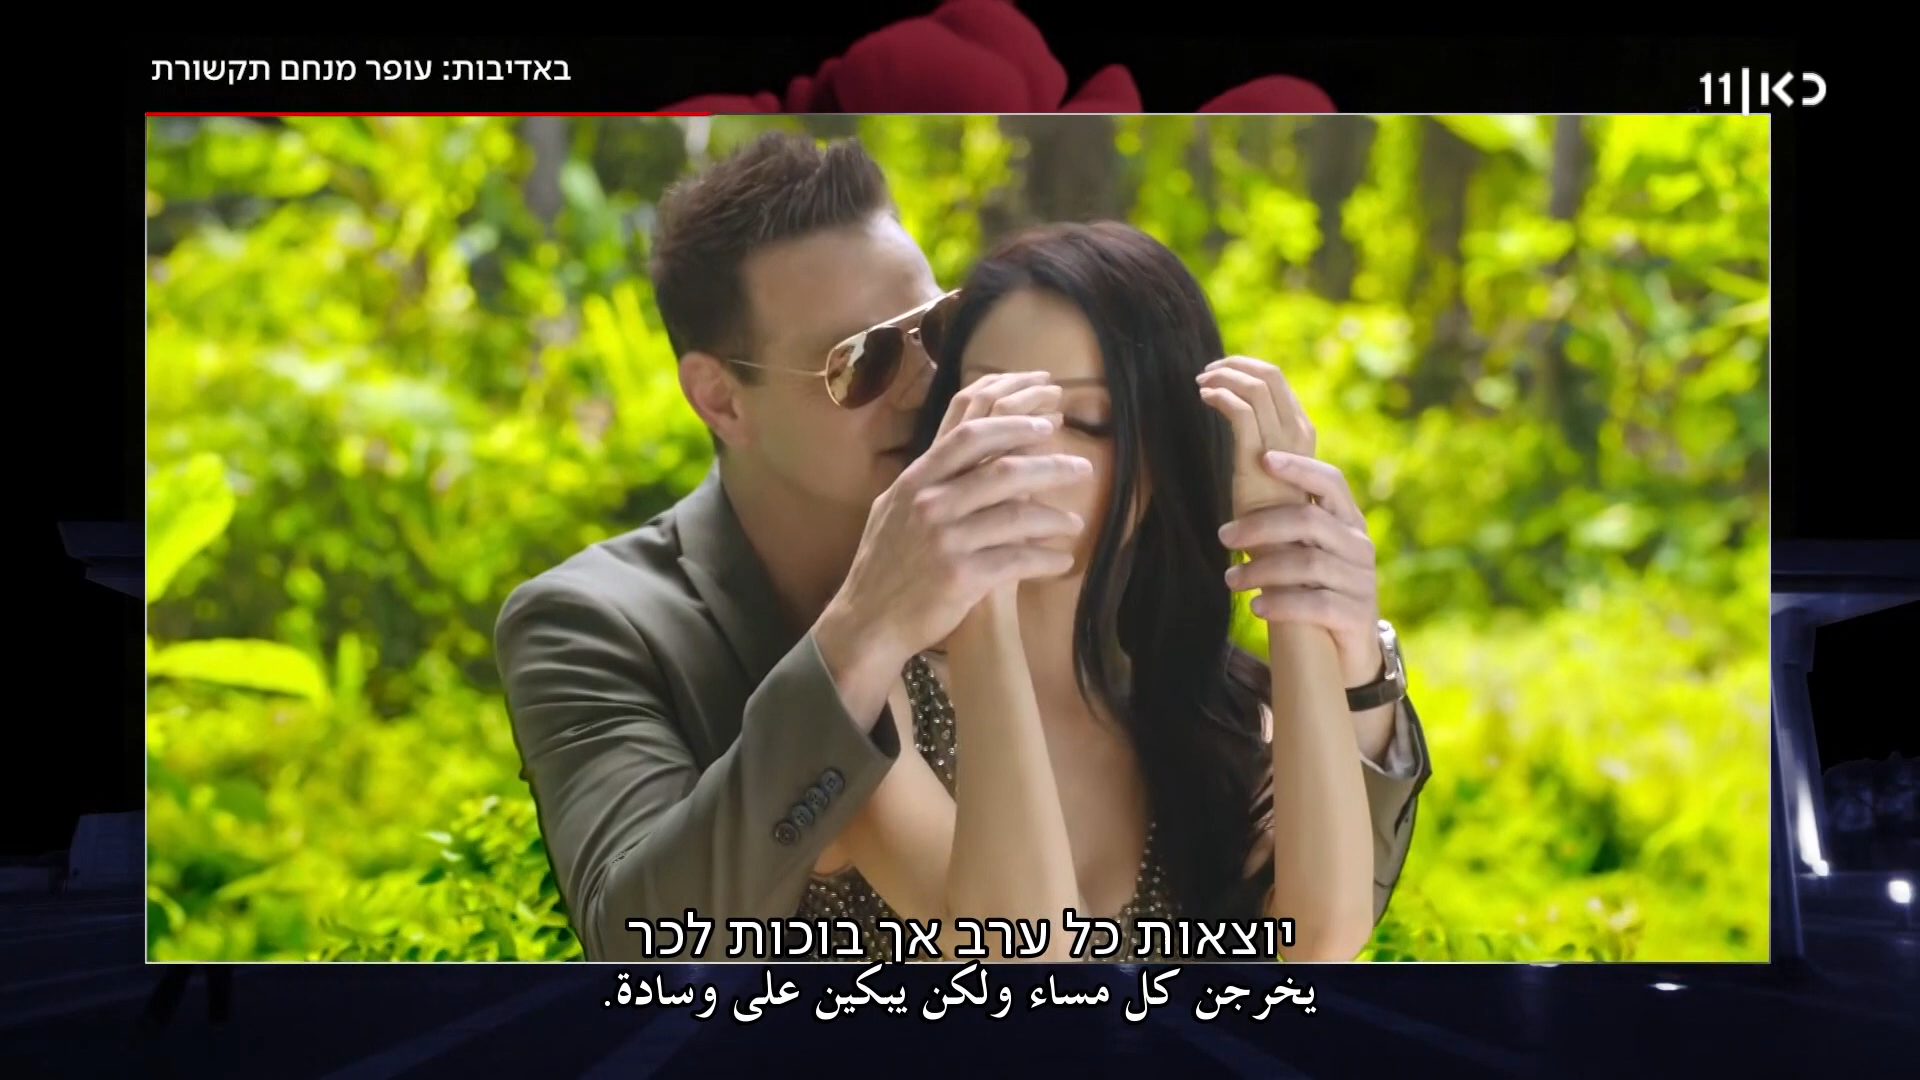 באדיבות: עופר מנחם תקשורת
כאן|11
יוצאות כל ערב אך בוכות לכר
يخرجن كل مساء ولكن يبكين على وسادة.